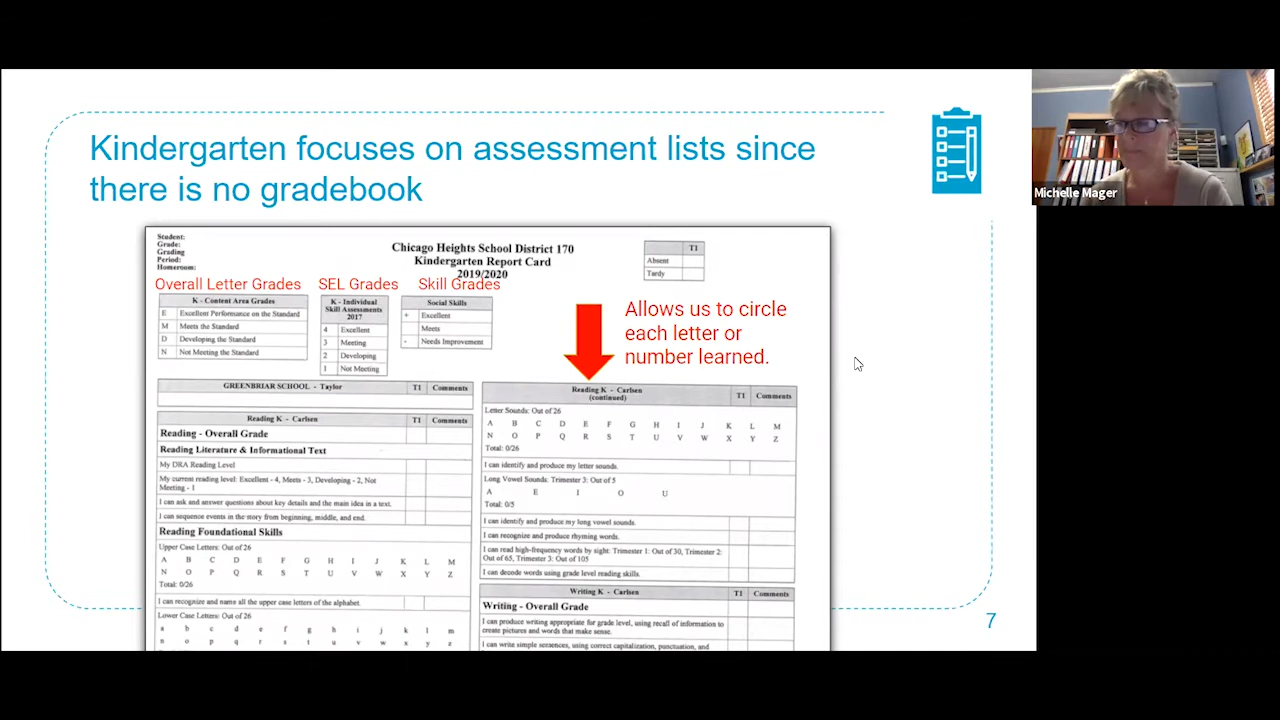 Kindergarten focuses on assessment lists since
there is no gradebook
Michelle Mager
Student:
Grade:
Grading
Period:
Homeroom:
Chicago Heights School District 170
Kindergarten Report Card
2019/2020
T1
Absent
Tardy
Overall Letter Grades
SEL Grades
Skill Grades
K - Content Area Grades
E Excellent Performance on the Standard
M Meets the Standard
D Developing the Standard
N Not Meeting the Standard
K - Individual
Skill Assessments
2017
4 Excellent
3 Meeting
2 Developing
1 Not Meeting
Social Skills
+ Excellent
Meets
- Needs Improvement
Allows us to circle
each letter or
number learned.
GREENBRIAR SCHOOL - Taylor T1 Comments
Reading K - Carlsen T1 Comments
Reading - Overall Grade
Reading Literature & Informational Text
My DRA Reading Level
My current reading level: Excellent - 4, Meets - 3, Developing - 2, Not
Meeting - 1
I can ask and answer questions about key details and the main idea in a text.
I can sequence events in the story from beginning, middle, and end.
Reading Foundational Skills
Upper Case Letters: Out of 26
A B C D E F G H I J K L M
N O P Q R S T U V W X Y Z
Total: 0/26
I can recognize and name all the upper case letters of the alphabet.
Lower Case Letters: Out of 26
a b c d e f g h i j k l m
n o p q r s t u v w x y z
Reading K - Carlsen
(continued)
T1 Comments
Letter Sounds: Out of 26
A B C D E F G H I J K L M
N O P Q R S T U V W X Y Z
Total: 0/26
I can identify and produce my letter sounds.
Long Vowel Sounds: Trimester 3: Out of 5
A E I O U
Total: 0/5
I can identify and produce my long vowel sounds.
I can recognize and produce rhyming words.
I can read high-frequency words by sight: Trimester 1: Out of 30, Trimester 2:
Out of 65, Trimester 3: Out of 105
I can decode words using grade level reading skills.
Writing K - Carlsen T1 Comments
Writing - Overall Grade
I can produce writing appropriate for grade level, using recall of information to
create pictures and words that make sense.
I can write simple sentences, using correct capitalization, punctuation, and
7